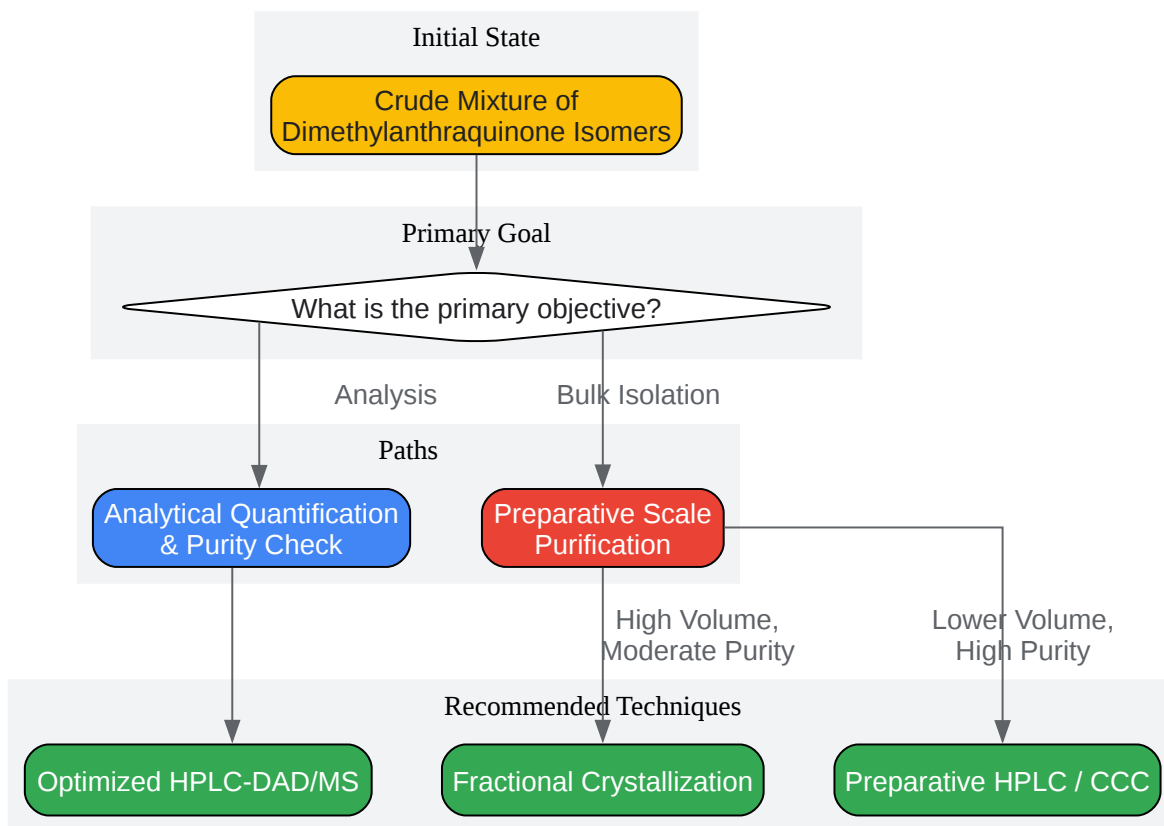 Initial State
Crude Mixture of
Dimethylanthraquinone Isomers
Primary Goal
What is the primary objective?
Analysis
Bulk Isolation
Paths
Analytical Quantification
& Purity Check
Preparative Scale
Purification
High Volume,
Moderate Purity
Lower Volume,
High Purity
Recommended Techniques
Optimized HPLC-DAD/MS
Fractional Crystallization
Preparative HPLC / CCC